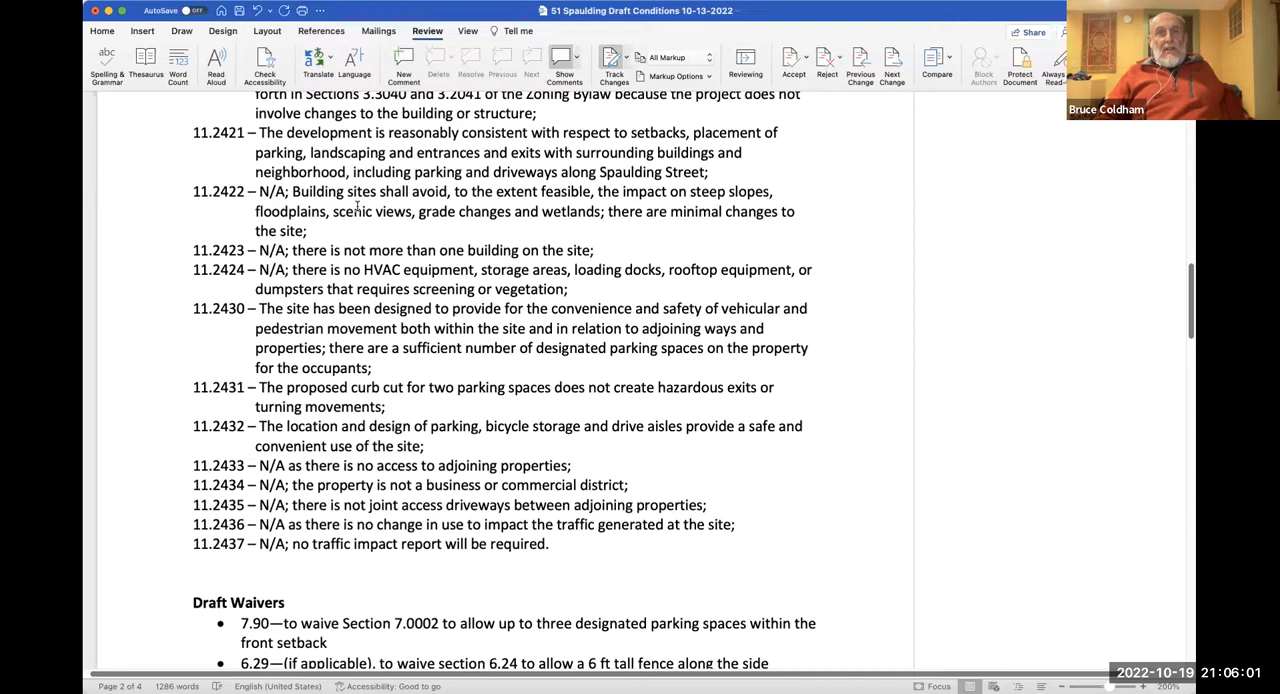 AutoSave OFF
51 Spaulding Draft Conditions 10-13-2022
Home Insert Draw Design Layout References Mailings Review View Tell me
Share
Spelling & Grammar
Thesaurus
Word Count
Read Aloud
Check Accessibility
Translate
Language
New Comment
Delete
Resolve
Previous
Next
Show Comments
Track Changes
All Markup
Markup Options
Reviewing
Accept
Reject
Previous Change
Next Change
Compare
Block Authors
Protect Document
Always Read-
Bruce Coldham
forth in Sections 3.3040 and 3.2041 of the Zoning Bylaw because the project does not
involve changes to the building or structure;
11.2421 – The development is reasonably consistent with respect to setbacks, placement of
parking, landscaping and entrances and exits with surrounding buildings and
neighborhood, including parking and driveways along Spaulding Street;
11.2422 – N/A; Building sites shall avoid, to the extent feasible, the impact on steep slopes,
floodplains, scenic views, grade changes and wetlands; there are minimal changes to
the site;
11.2423 – N/A; there is not more than one building on the site;
11.2424 – N/A; there is no HVAC equipment, storage areas, loading docks, rooftop equipment, or
dumpsters that requires screening or vegetation;
11.2430 – The site has been designed to provide for the convenience and safety of vehicular and
pedestrian movement both within the site and in relation to adjoining ways and
properties; there are a sufficient number of designated parking spaces on the property
for the occupants;
11.2431 – The proposed curb cut for two parking spaces does not create hazardous exits or
turning movements;
11.2432 – The location and design of parking, bicycle storage and drive aisles provide a safe and
convenient use of the site;
11.2433 – N/A as there is no access to adjoining properties;
11.2434 – N/A; the property is not a business or commercial district;
11.2435 – N/A; there is not joint access driveways between adjoining properties;
11.2436 – N/A as there is no change in use to impact the traffic generated at the site;
11.2437 – N/A; no traffic impact report will be required.
Draft Waivers
• 7.90—to waive Section 7.0002 to allow up to three designated parking spaces within the
front setback
• 6.29—(if applicable), to waive section 6.24 to allow a 6 ft tall fence along the side
Page 2 of 4 1286 words English (United States) Accessibility: Good to go
Focus
200%
2022-10-19 21:06:01